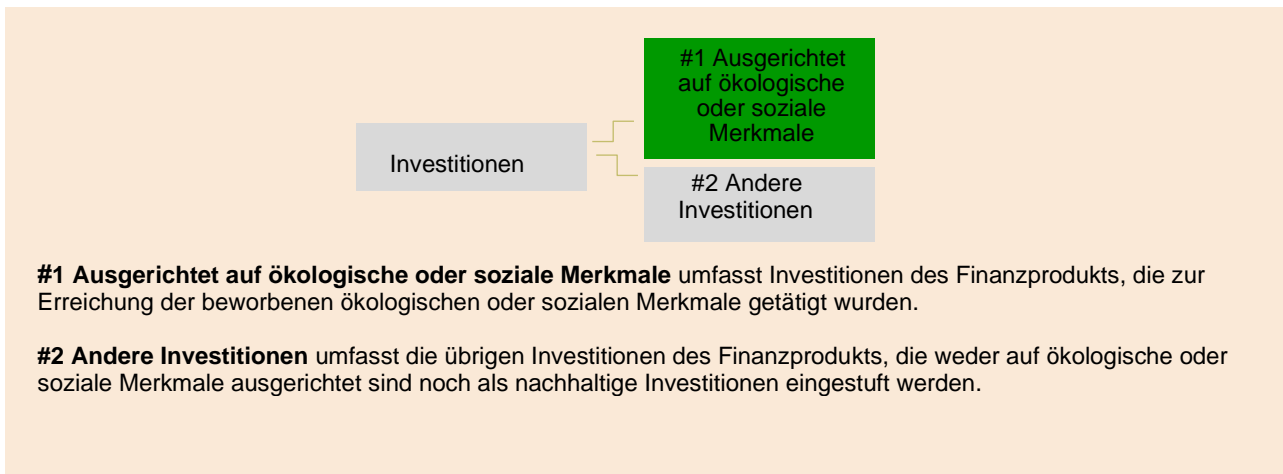 #1 Ausgerichtet
auf ökologische
oder soziale
Merkmale
Investitionen
#2 Andere
Investitionen
#1 Ausgerichtet auf ökologische oder soziale Merkmale umfasst Investitionen des Finanzprodukts, die zur
Erreichung der beworbenen ökologischen oder sozialen Merkmale getätigt wurden.
#2 Andere Investitionen umfasst die übrigen Investitionen des Finanzprodukts, die weder auf ökologische oder
soziale Merkmale ausgerichtet sind noch als nachhaltige Investitionen eingestuft werden.